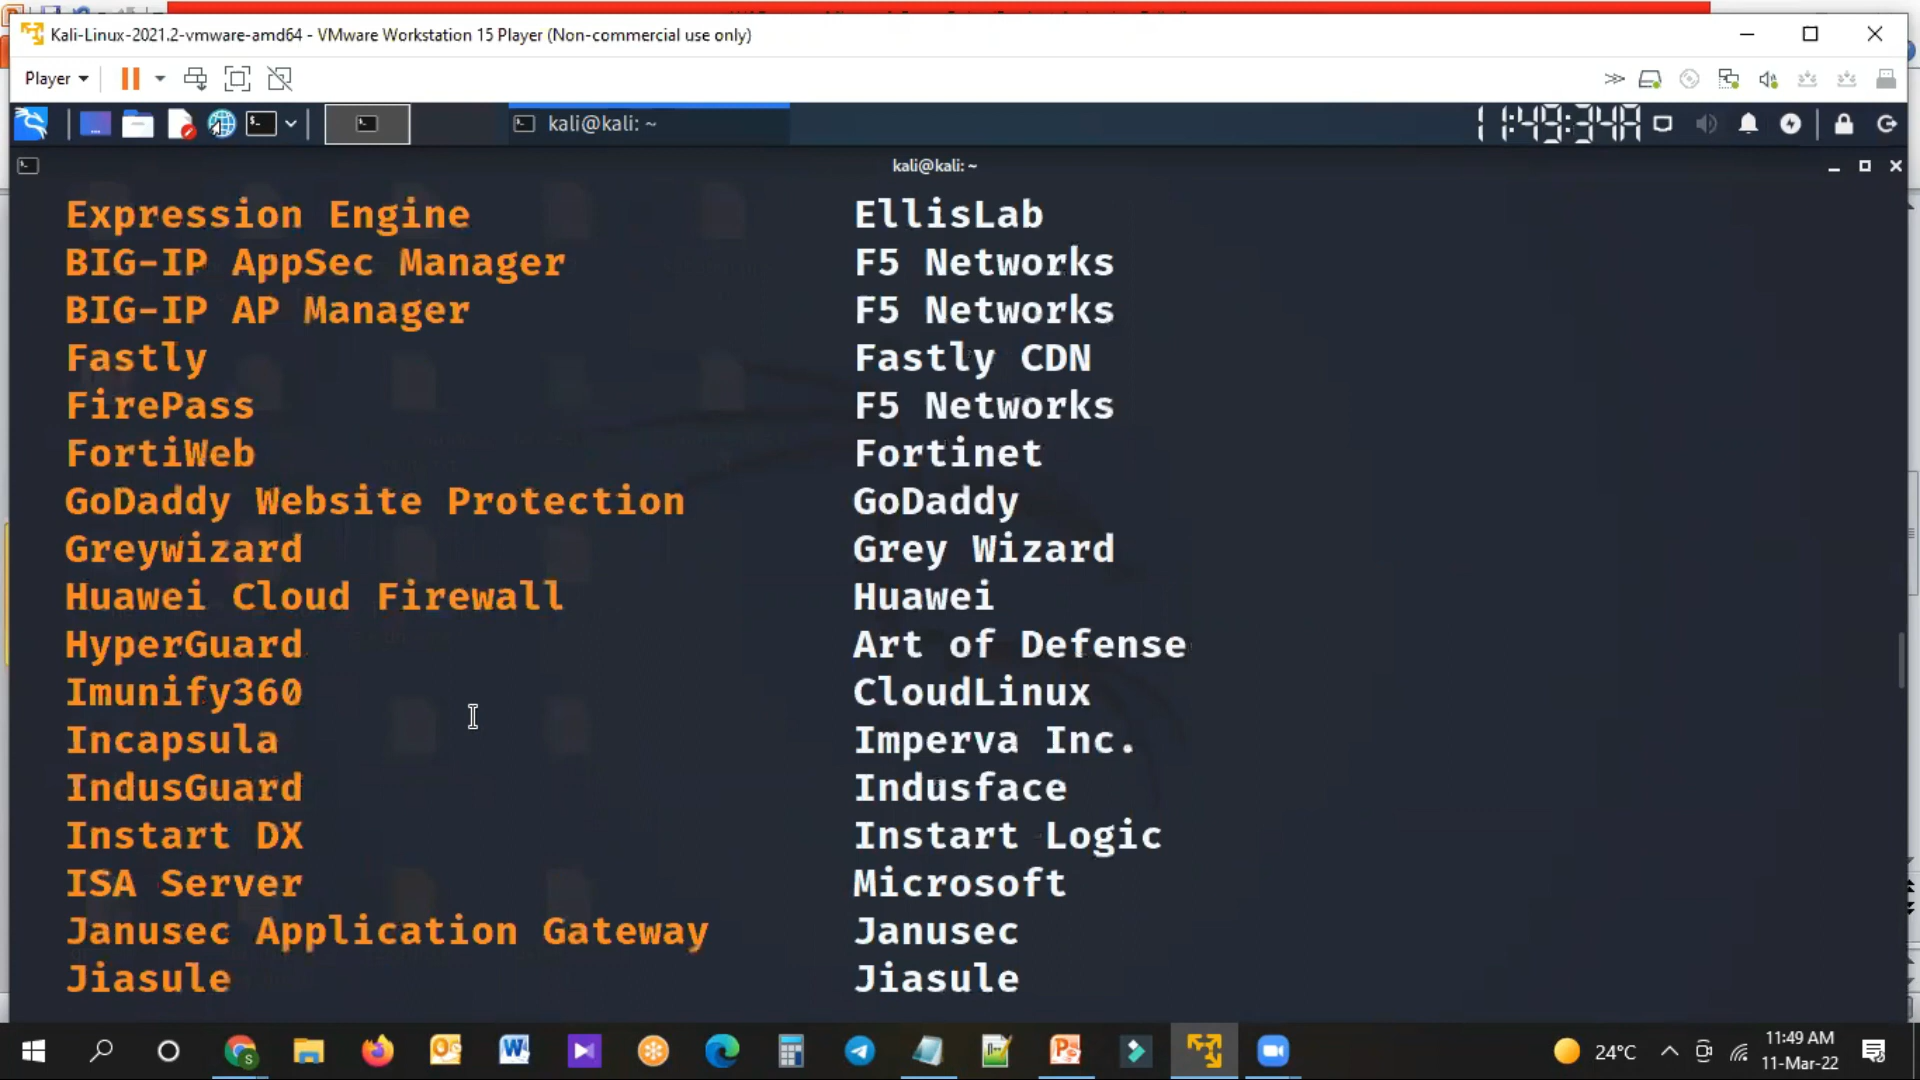 Kali-Linux-2021.2-vmware-amd64 - VMware Workstation 15 Player (Non-commercial use only)
Player
kali@kali: ~
11:49:34A
kali@kali: ~
Expression Engine EllisLab
BIG-IP AppSec Manager F5 Networks
BIG-IP AP Manager F5 Networks
Fastly Fastly CDN
FirePass F5 Networks
FortiWeb Fortinet
GoDaddy Website Protection GoDaddy
Greywizard Grey Wizard
Huawei Cloud Firewall Huawei
HyperGuard Art of Defense
Imunify360 CloudLinux
Incapsula Imperva Inc.
IndusGuard Indusface
Instart DX Instart Logic
ISA Server Microsoft
Janusec Application Gateway Janusec
Jiasule Jiasule
24°C
11:49 AM
11-Mar-22